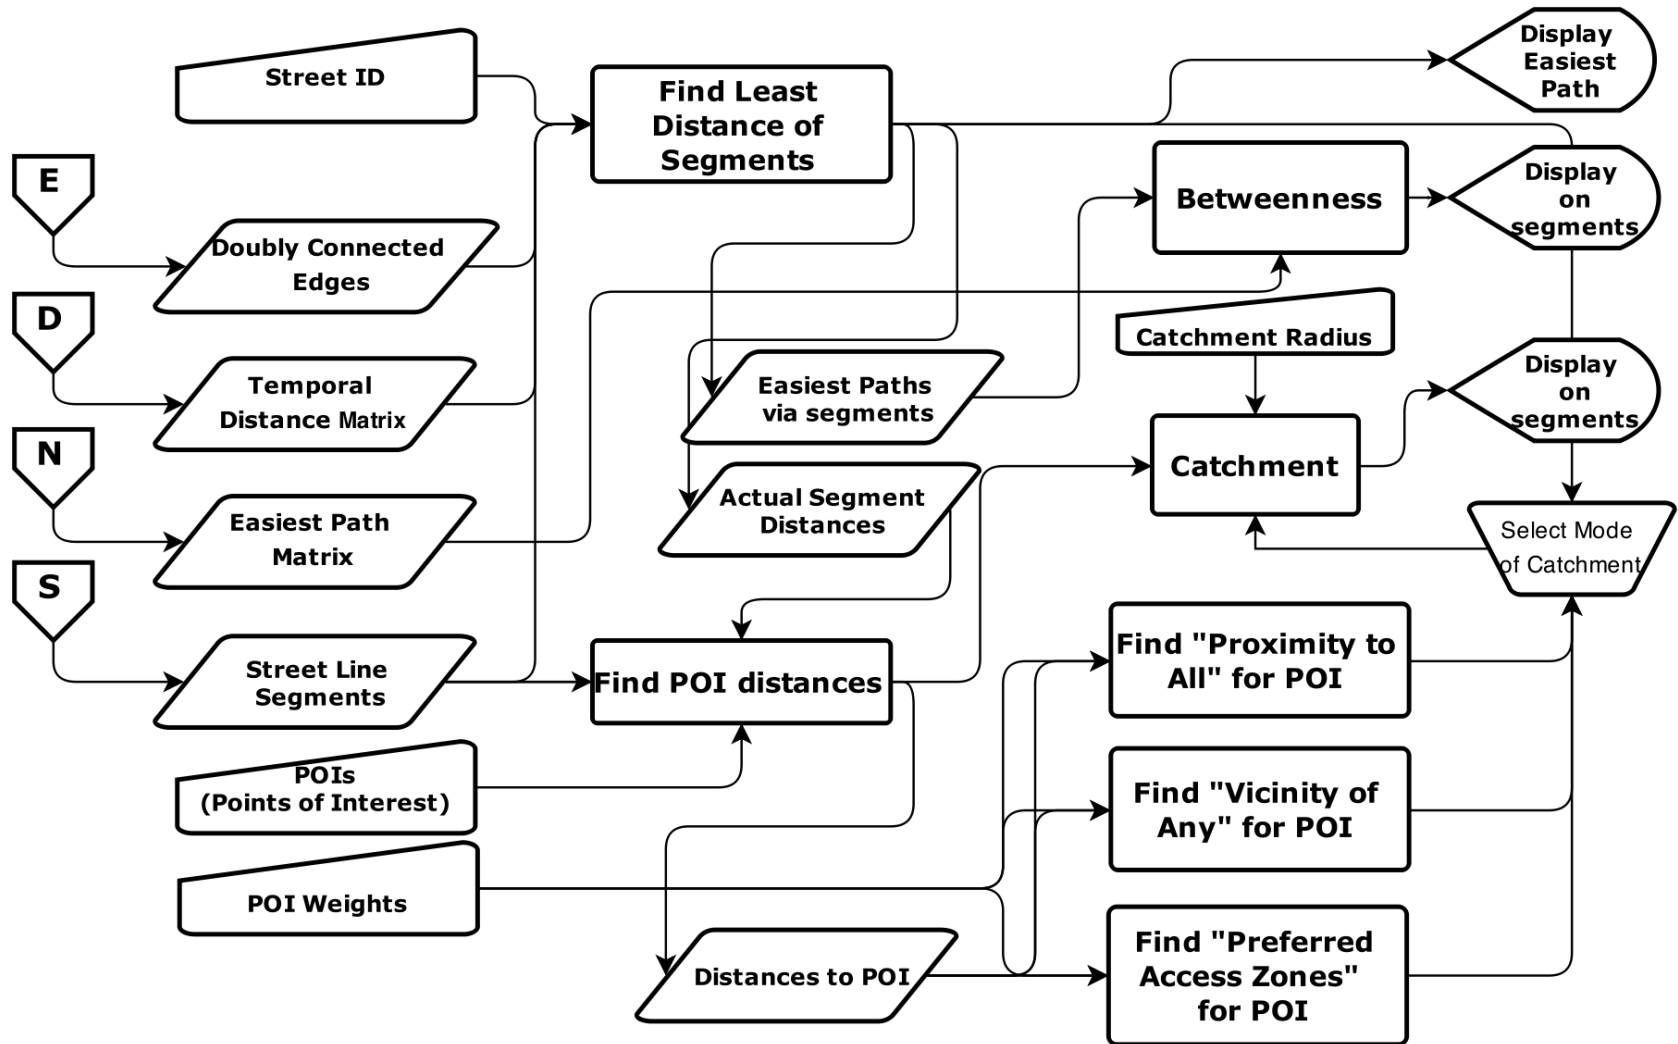 Street ID
Find Least
Distance of
Segments
Display
Easiest
Path
E
Doubly Connected
Edges
Betweenness
Display
on
segments
D
Temporal
Distance Matrix
Easiest Paths
via segments
Catchment Radius
Display
on
segments
N
Easiest Path
Matrix
Actual Segment
Distances
Catchment
Select Mode
of Catchment
S
Street Line
Segments
Find POI distances
Find "Proximity to
All" for POI
POIs
(Points of Interest)
Find "Vicinity of
Any" for POI
POI Weights
Distances to POI
Find "Preferred
Access Zones"
for POI